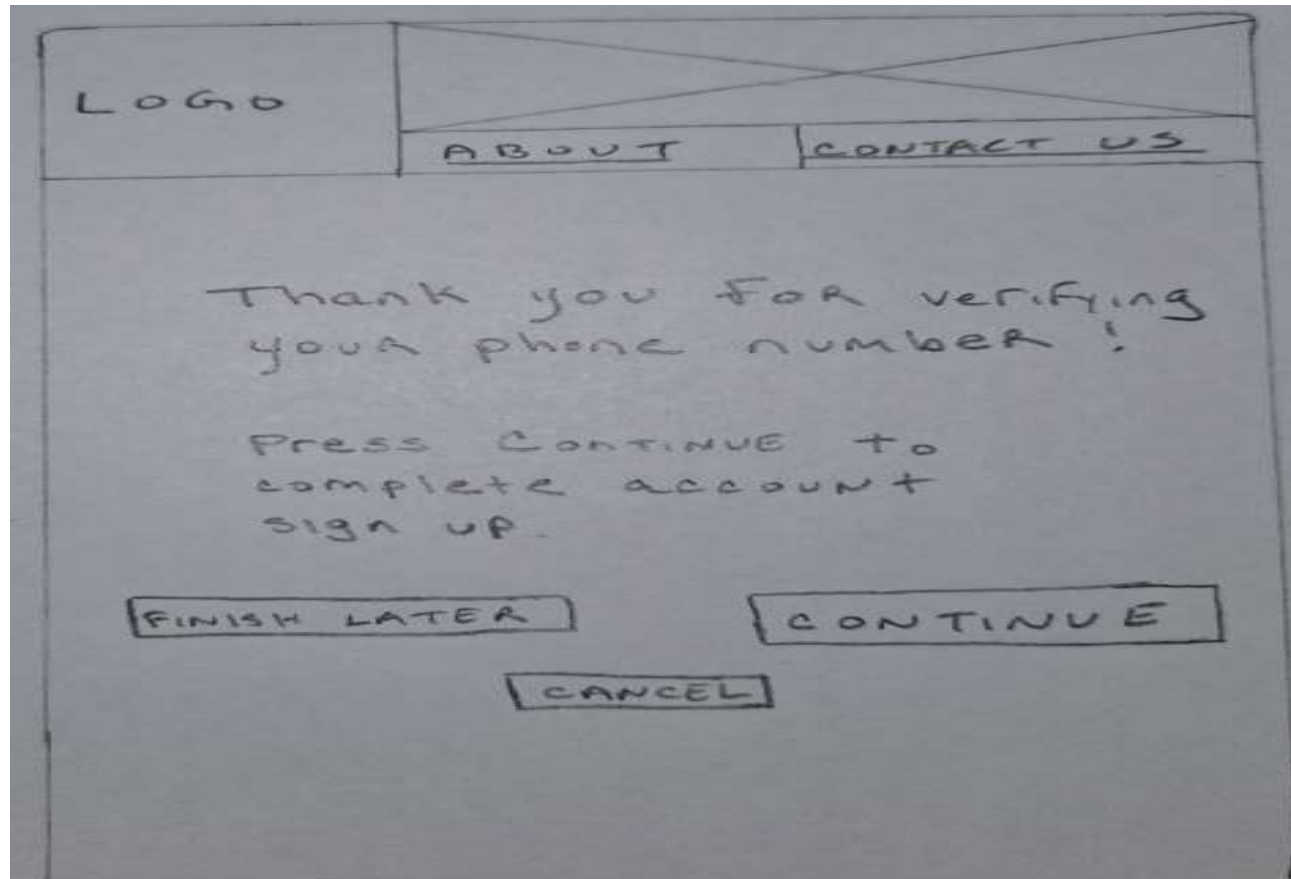 LOGO
ABOUT
CONTACT US
Thank you FOR verifying
your phone number!
Press CONTINUE to
complete account
sign up.
FINISH LATER
CONTINUE
CANCEL